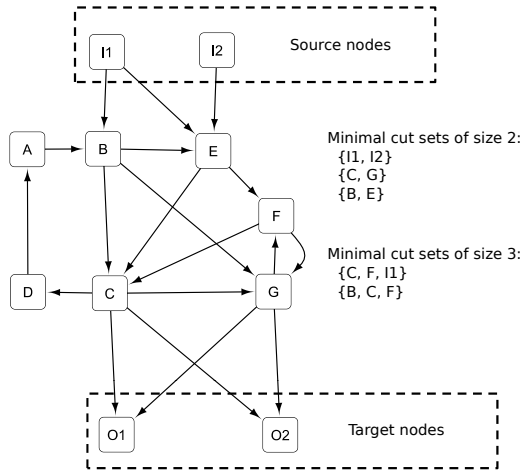 I1
I2
Source nodes
A
B
E
Minimal cut sets of size 2:
{I1, I2}
{C, G}
{B, E}
F
Minimal cut sets of size 3:
{C, F, I1}
{B, C, F}
D
C
G
O1
O2
Target nodes